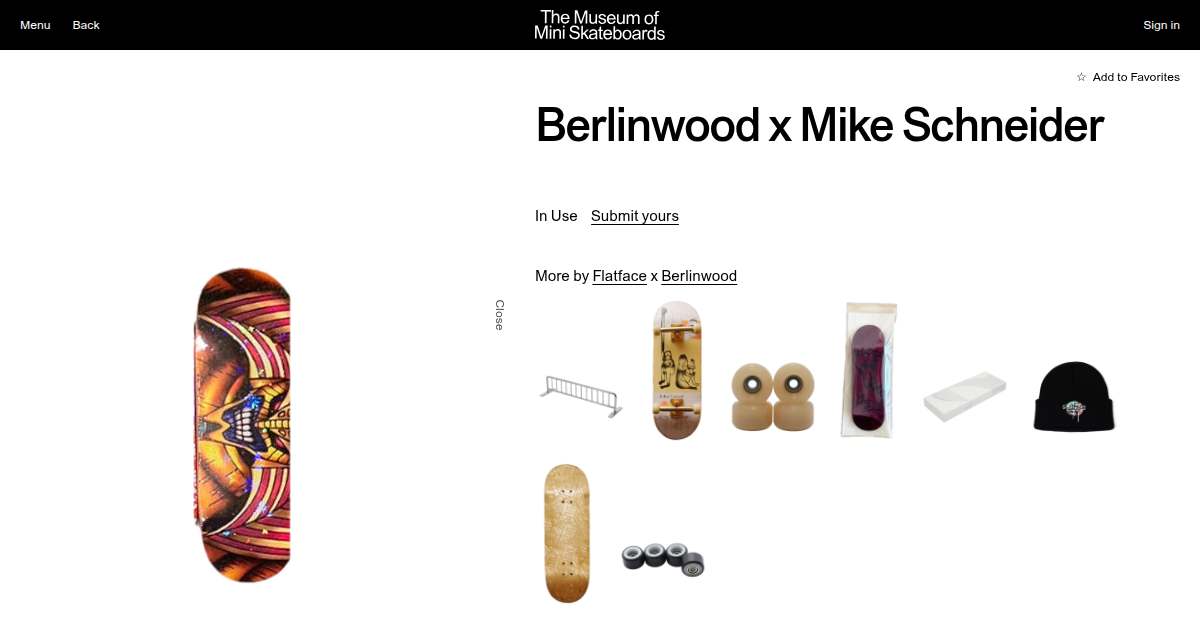 Menu
Back
The Museum of
Mini Skateboards
Sign in
☆ Add to Favorites
Berlinwood x Mike Schneider
In Use Submit yours
More by Flatface x Berlinwood
Close